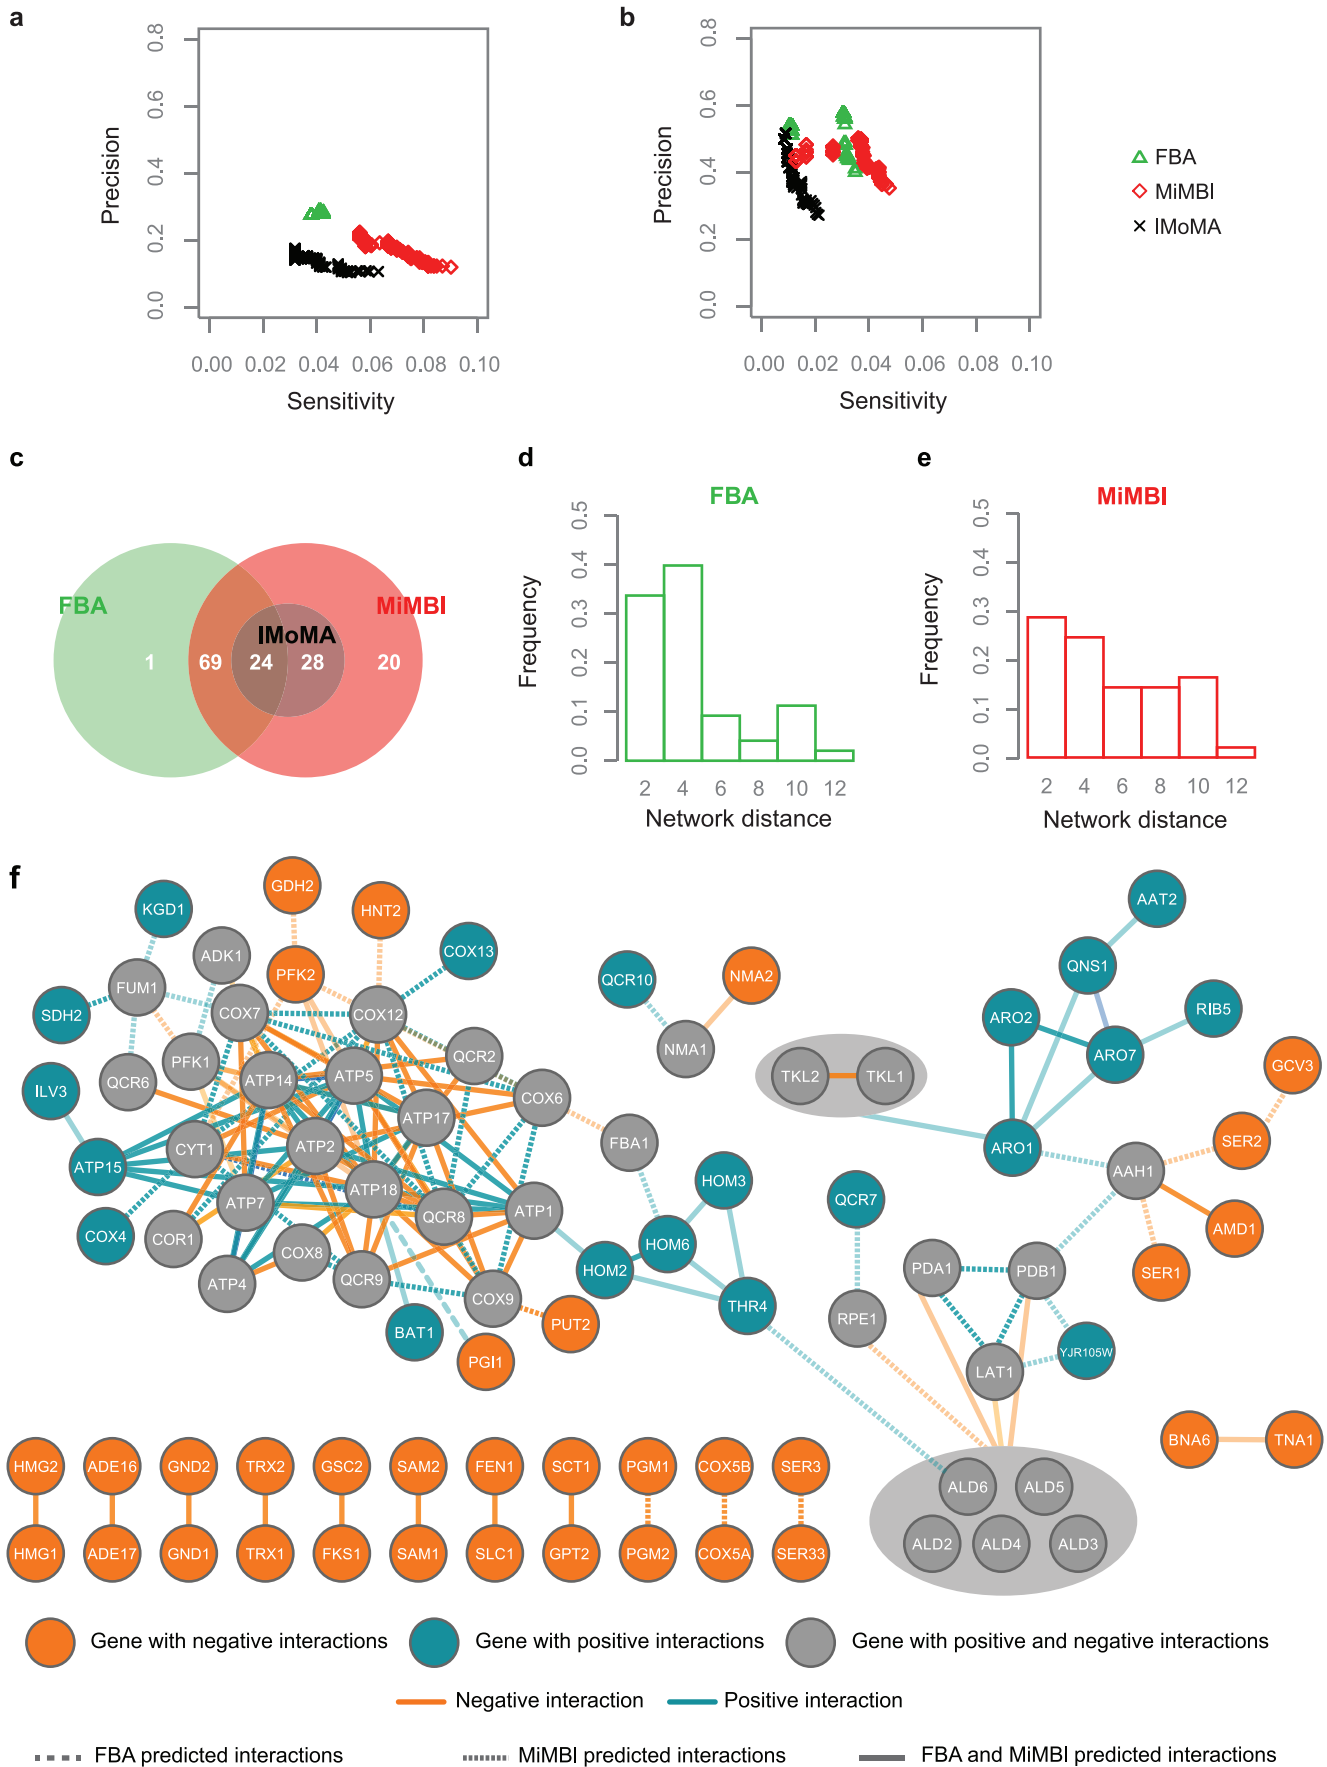 a
b
0.0 0.2 0.4 0.6 0.8
Precision
0.00 0.02 0.04 0.06 0.08 0.10
Sensitivity
0.0 0.2 0.4 0.6 0.8
Precision
0.00 0.02 0.04 0.06 0.08 0.10
Sensitivity
FBA
MiMBl
lMoMA
c
FBA
MiMBl
lMoMA
1 69 24 28 20
d
FBA
0.0 0.1 0.2 0.3 0.4 0.5
Frequency
2 4 6 8 10 12
Network distance
e
MiMBl
0.0 0.1 0.2 0.3 0.4 0.5
Frequency
2 4 6 8 10 12
Network distance
f
GDH2
KGD1
HNT2
ADK1
COX13
PFK2
FUM1
SDH2
COX7
COX12
QCR2
PFK1
QCR6
ATP14
ATP5
ILV3
COX6
ATP17
CYT1
ATP2
ATP15
ATP18
ATP7
QCR8
ATP1
COX4
COR1
COX8
QCR9
ATP4
COX9
BAT1
PGI1
PUT2
FBA1
HOM3
HOM6
HOM2
THR4
QCR10
NMA2
NMA1
TKL2
TKL1
AAT2
QNS1
ARO2
RIB5
ARO7
ARO1
GCV3
SER2
AAH1
AMD1
SER1
QCR7
RPE1
PDA1
PDB1
LAT1
YJR105W
BNA6
TNA1
ALD6
ALD5
ALD2
ALD4
ALD3
HMG2 ADE16 GND2 TRX2 GSC2 SAM2 FEN1 SCT1 PGM1 COX5B SER3
HMG1 ADE17 GND1 TRX1 FKS1 SAM1 SLC1 GPT2 PGM2 COX5A SER33
Gene with negative interactions
Gene with positive interactions
Gene with positive and negative interactions
Negative interaction
Positive interaction
FBA predicted interactions
MiMBl predicted interactions
FBA and MiMBl predicted interactions